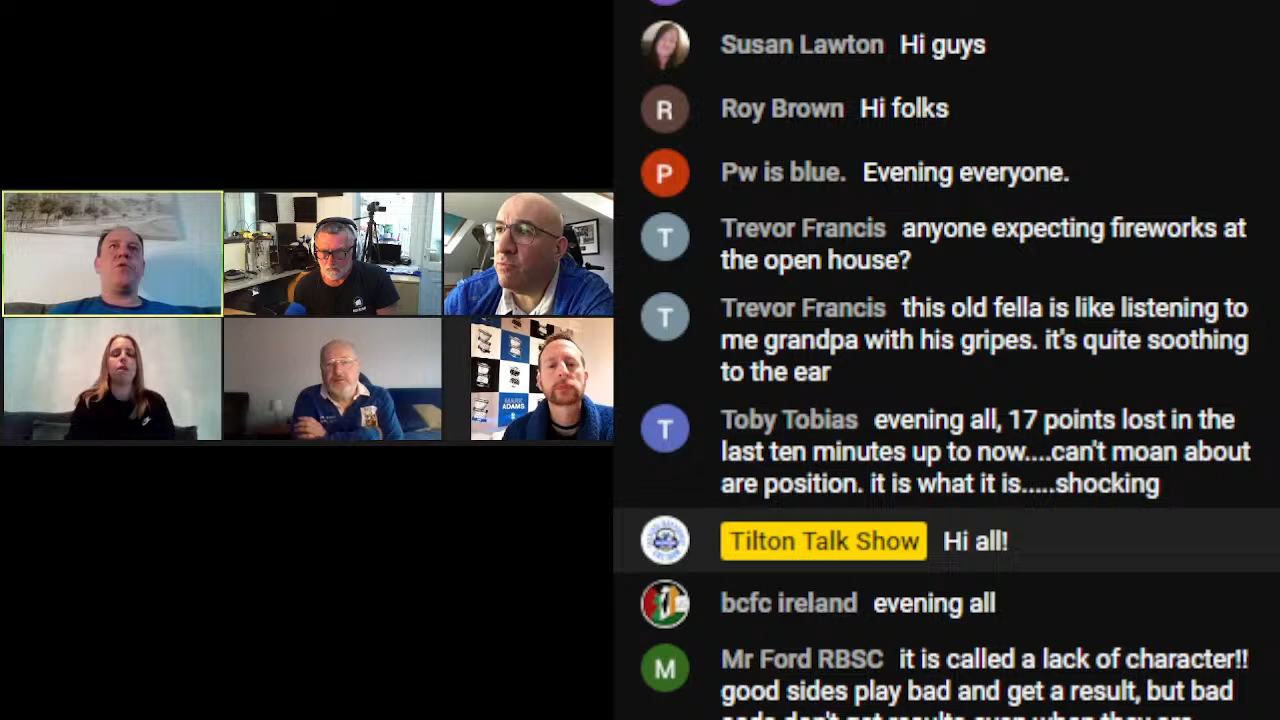 Susan Lawton Hi guys
R Roy Brown Hi folks
P Pw is blue. Evening everyone.
T Trevor Francis anyone expecting fireworks at
the open house?
T Trevor Francis this old fella is like listening to
me grandpa with his gripes. it's quite soothing
to the ear
T Toby Tobias evening all, 17 points lost in the
last ten minutes up to now....can't moan about
are position. it is what it is.....shocking
Tilton Talk Show Hi all!
bcfc ireland evening all
M Mr Ford RBSC it is called a lack of character!!
good sides play bad and get a result, but bad
MARK
ADAMS